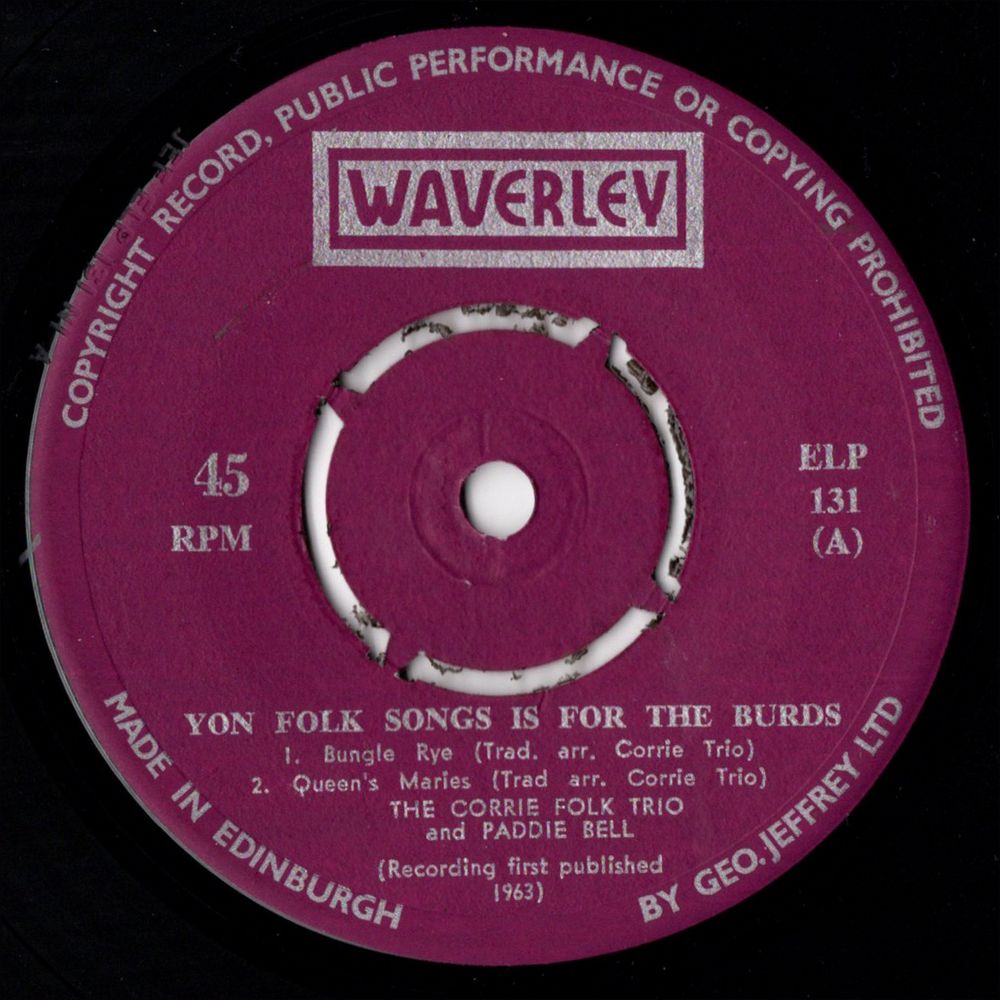 COPYRIGHT RECORD, PUBLIC PERFORMANCE OR COPYING PROHIBITED
WAVERLEY
45
RPM
ELP
131
(A)
YON FOLK SONGS IS FOR THE BURDS
1. Bungle Rye (Trad. arr. Corrie Trio)
2. Queen's Maries (Trad arr. Corrie Trio)
THE CORRIE FOLK TRIO
and PADDIE BELL
(Recording first published
1963)
MADE IN EDINBURGH
BY GEO. JEFFREY LTD